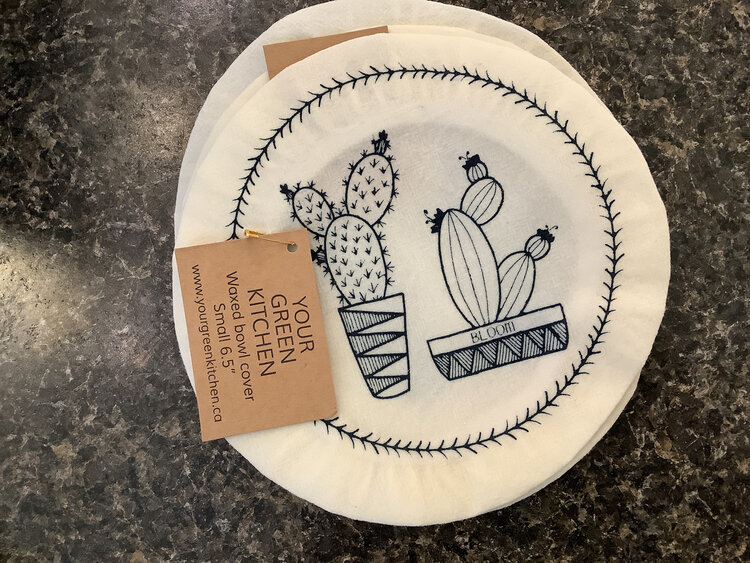 YOUR
GREEN
KITCHEN
Waxed bowl cover
Small 6.5"
www.yourgreenkitchen.ca
BLOOM